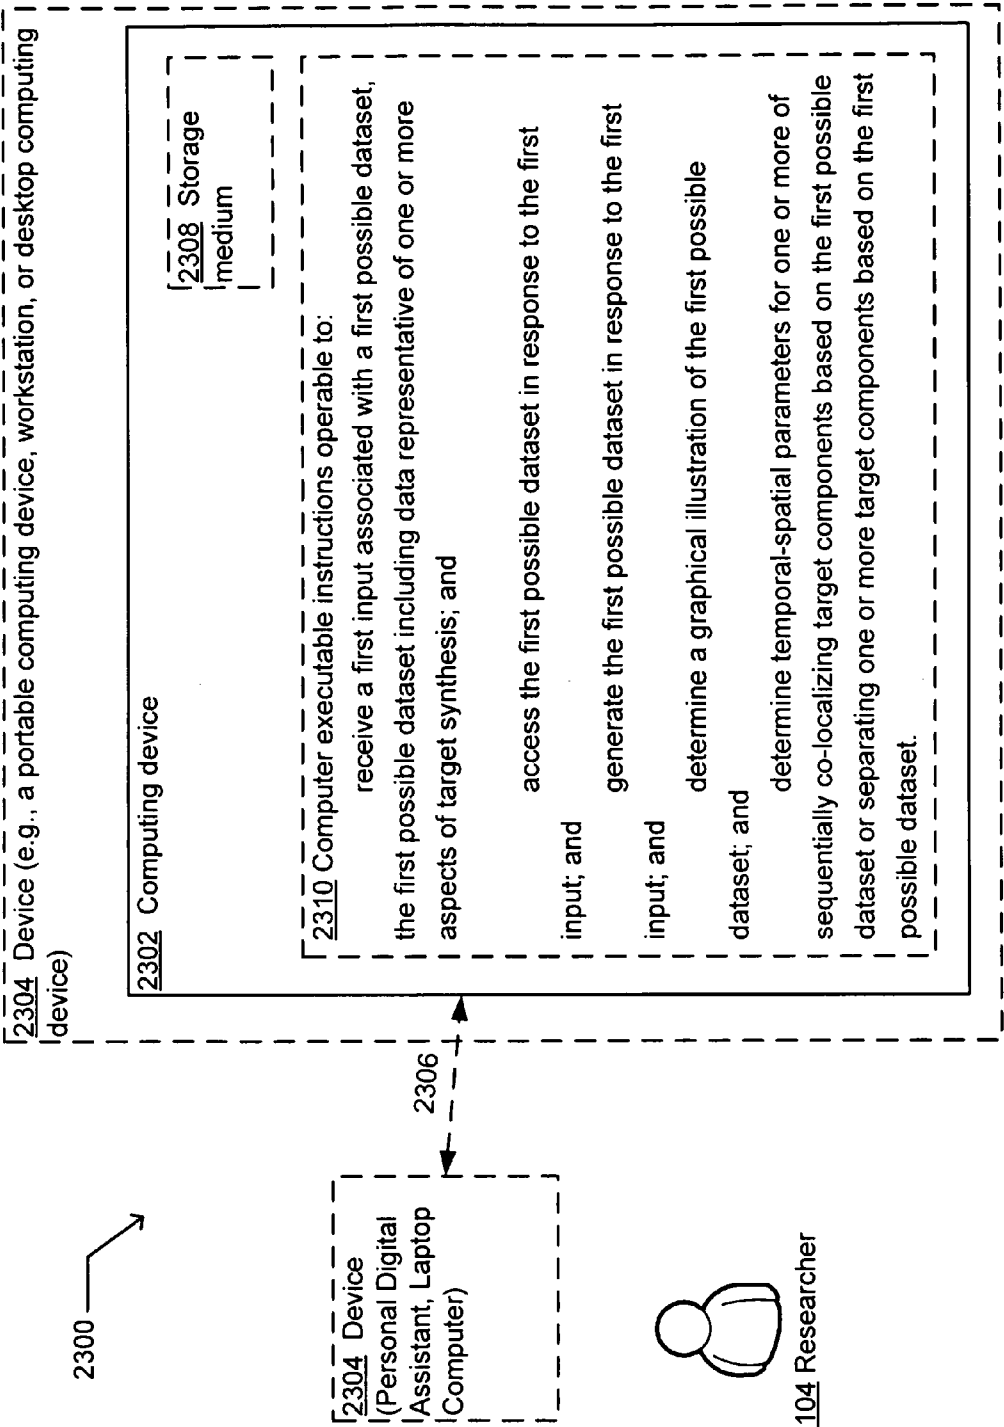 2300
2304 Device (e.g., a portable computing device, workstation, or desktop computing
device)
2302 Computing device
2308 Storage
medium
2310 Computer executable instructions operable to:
receive a first input associated with a first possible dataset,
the first possible dataset including data representative of one or more
aspects of target synthesis; and
access the first possible dataset in response to the first
input; and
generate the first possible dataset in response to the first
input; and
determine a graphical illustration of the first possible
dataset; and
determine temporal-spatial parameters for one or more of
sequentially co-localizing target components based on the first possible
dataset or separating one or more target components based on the first
possible dataset.
2306
2304 Device
(Personal Digital
Assistant, Laptop
Computer)
104 Researcher